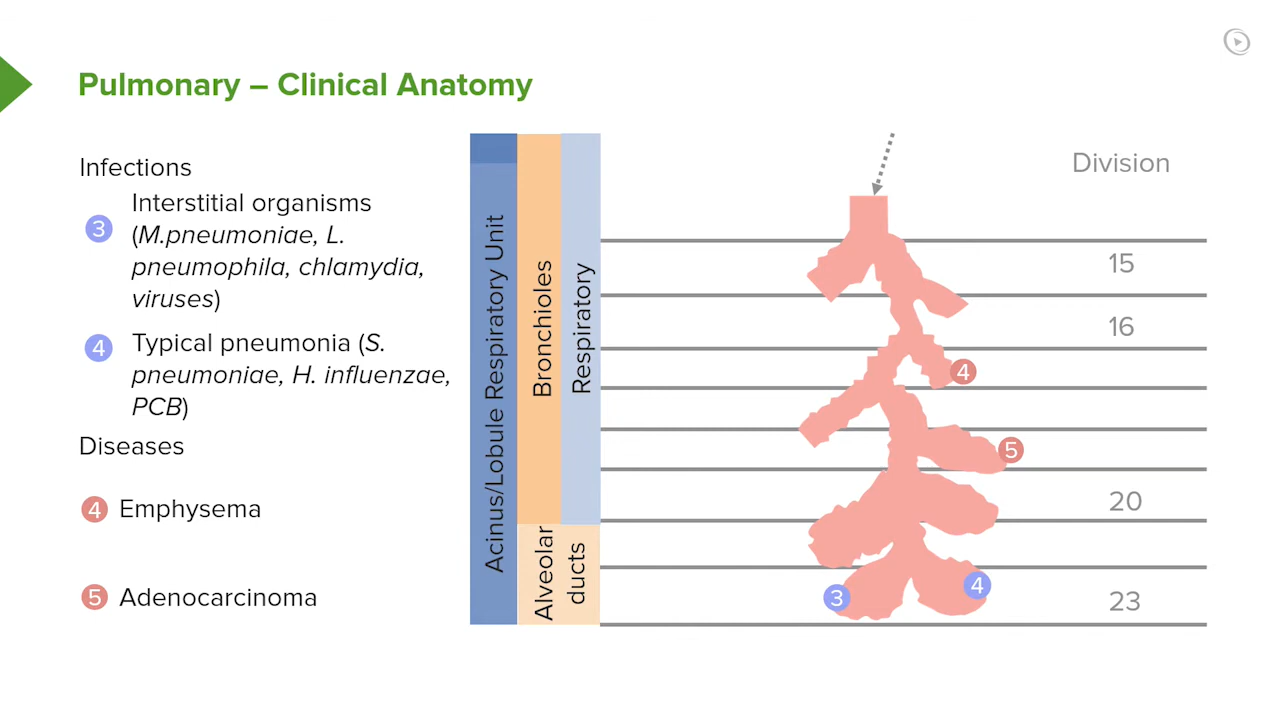 Pulmonary – Clinical Anatomy
Infections
3
Interstitial organisms
(M.pneumoniae, L.
pneumophila, chlamydia,
viruses)
4
Typical pneumonia (S.
pneumoniae, H. influenzae,
PCB)
Diseases
4 Emphysema
5 Adenocarcinoma
Acinus/Lobule Respiratory Unit
Bronchioles
Respiratory
Alveolar
ducts
Division
15
16
4
5
20
3
4
23